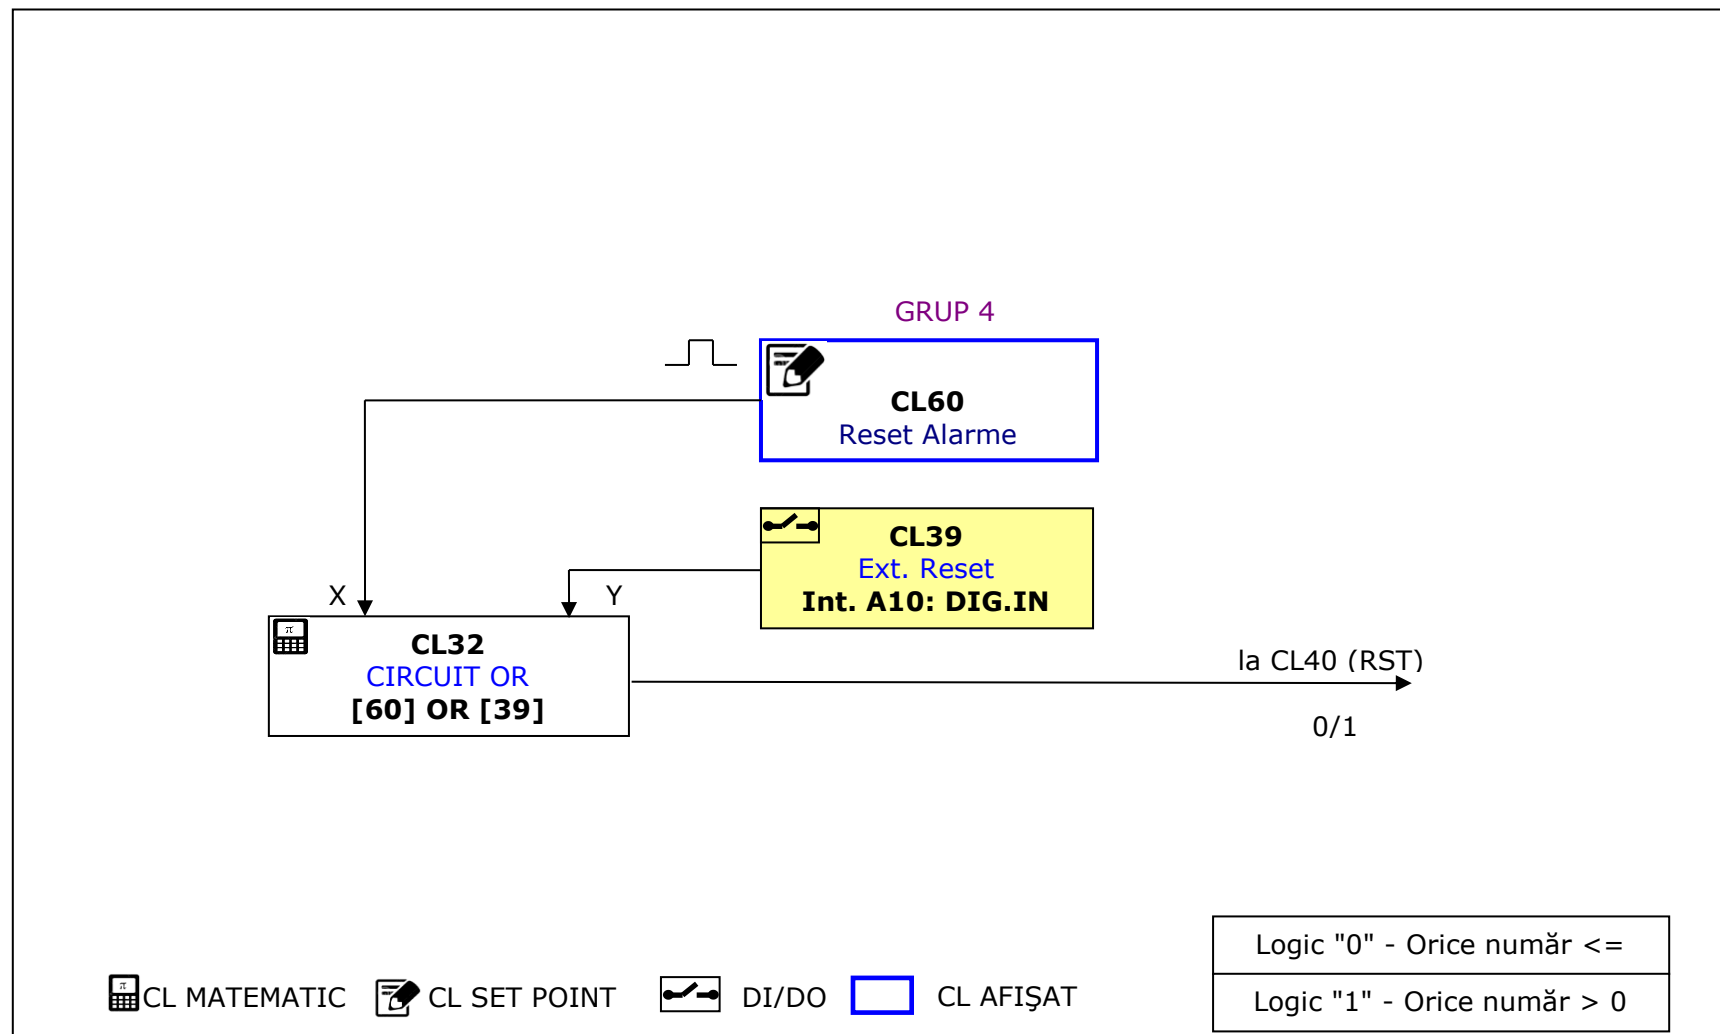 GRUP 4
CL60
Reset Alarme
CL39
Ext. Reset
Int. A10: DIG.IN
X
Y
π
CL32
CIRCUIT OR
[60] OR [39]
la CL40 (RST)
0/1
Logic "0" - Orice număr <=
Logic "1" - Orice număr > 0
π
CL MATEMATIC
CL SET POINT
DI/DO
CL AFIŞAT